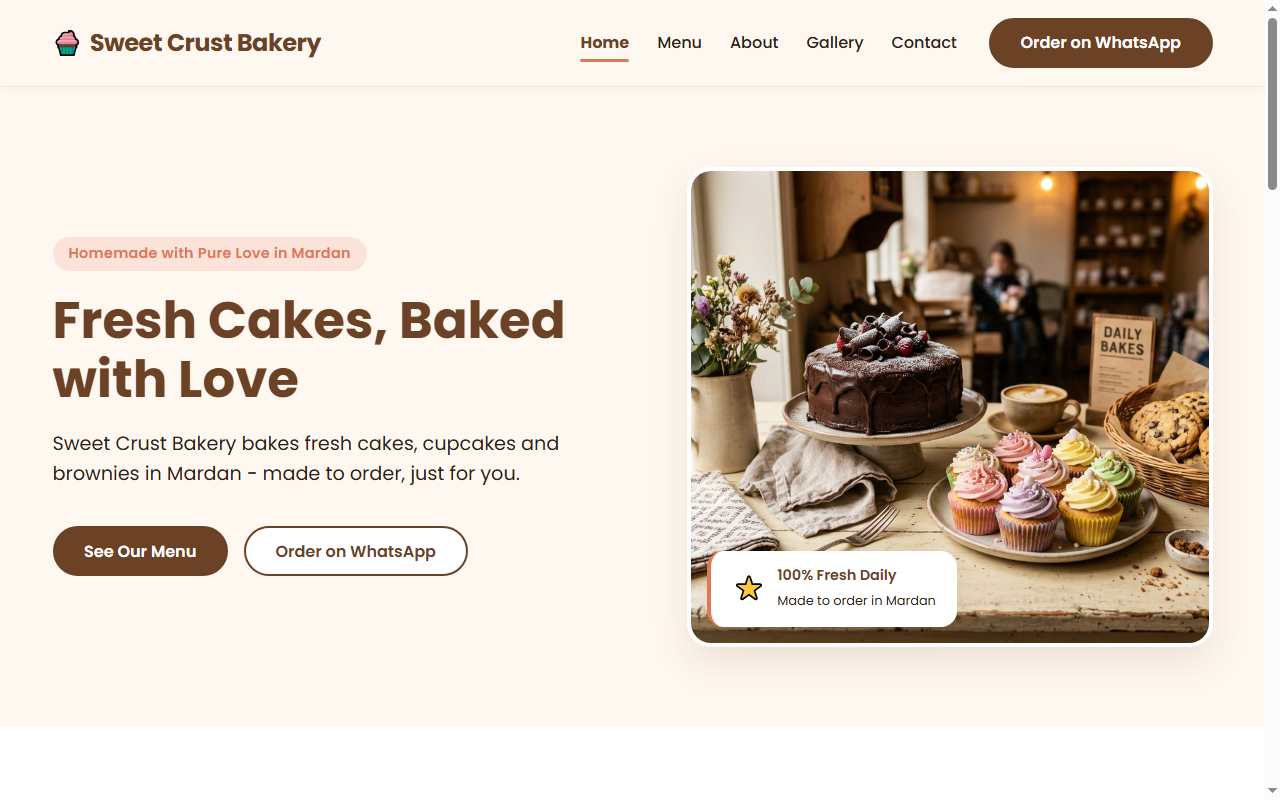 Sweet Crust Bakery
Home
Menu
About
Gallery
Contact
Order on WhatsApp
Homemade with Pure Love in Mardan
Fresh Cakes, Baked
with Love
Sweet Crust Bakery bakes fresh cakes, cupcakes and
brownies in Mardan - made to order, just for you.
See Our Menu
Order on WhatsApp
DAILY
BAKES
100% Fresh Daily
Made to order in Mardan